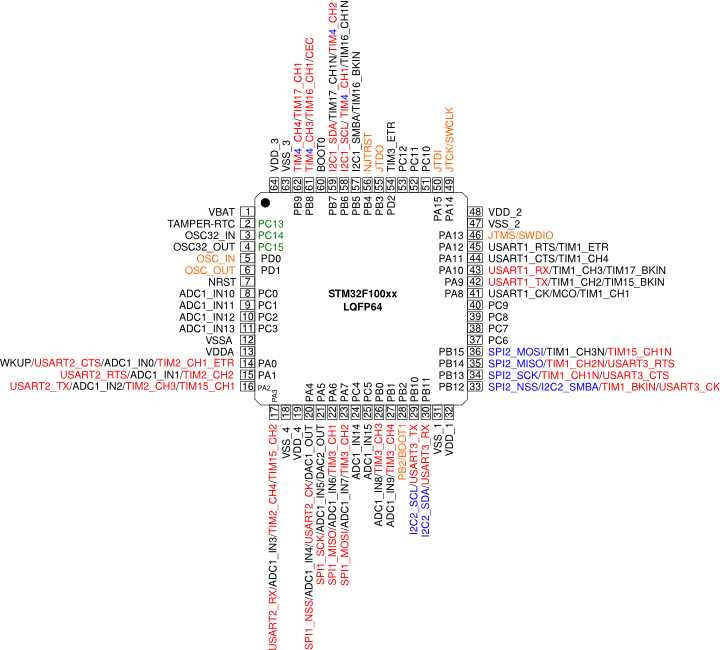 VDD_3
VSS_3
TIM4_CH4/TIM17_CH1
TIM4_CH3/TIM16_CH1/CEC
BOOT0
I2C1_SDA/TIM17_CH1N/TIM4_CH2
I2C1_SCL/ TIM4_CH1/TIM16_CH1N
I2C1_SMBA/TIM16_BKIN
NJTRST
JTDO
TIM3_ETR
PC12
PC11
PC10
JTDI
JTCK/SWCLK
64 63 62 61 60 59 58 57 56 55 54 53 52 51 50 49
PB9 PB8 PB7 PB6 PB5 PB4 PB3 PD2 PA15 PA14
VBAT 1
TAMPER-RTC 2 PC13
OSC32_IN 3 PC14
OSC32_OUT 4 PC15
OSC_IN 5 PD0
OSC_OUT 6 PD1
NRST 7
ADC1_IN10 8 PC0
ADC1_IN11 9 PC1
ADC1_IN12 10 PC2
ADC1_IN13 11 PC3
VSSA 12
VDDA 13
WKUP/USART2_CTS/ADC1_IN0/TIM2_CH1_ETR 14 PA0
USART2_RTS/ADC1_IN1/TIM2_CH2 15 PA1
USART2_TX/ADC1_IN2/TIM2_CH3/TIM15_CH1 16 PA2
STM32F100xx
LQFP64
48 VDD_2
47 VSS_2
PA13 46 JTMS/SWDIO
PA12 45 USART1_RTS/TIM1_ETR
PA11 44 USART1_CTS/TIM1_CH4
PA10 43 USART1_RX/TIM1_CH3/TIM17_BKIN
PA9 42 USART1_TX/TIM1_CH2/TIM15_BKIN
PA8 41 USART1_CK/MCO/TIM1_CH1
40 PC9
39 PC8
38 PC7
37 PC6
PB15 36 SPI2_MOSI/TIM1_CH3N/TIM15_CH1N
PB14 35 SPI2_MISO/TIM1_CH2N/USART3_RTS
PB13 34 SPI2_SCK/TIM1_CH1N/USART3_CTS
PB12 33 SPI2_NSS/I2C2_SMBA/TIM1_BKIN/USART3_CK
PA3 PA4 PA5 PA6 PA7 PC4 PC5 PB0 PB1 PB2 PB10 PB11
17 18 19 20 21 22 23 24 25 26 27 28 29 30 31 32
USART2_RX/ADC1_IN3/TIM2_CH4/TIM15_CH2
VSS_4
VDD_4
SPI1_NSS/ADC1_IN4/USART2_CK/DAC1_OUT
SPI1_SCK/ADC1_IN5/DAC2_OUT
SPI1_MISO/ADC1_IN6/TIM3_CH1
SPI1_MOSI/ADC1_IN7/TIM3_CH2
ADC1_IN14
ADC1_IN15
ADC1_IN8/TIM3_CH3
ADC1_IN9/TIM3_CH4
PB2/BOOT1
I2C2_SCL/USART3_TX
I2C2_SDA/USART3_RX
VSS_1
VDD_1